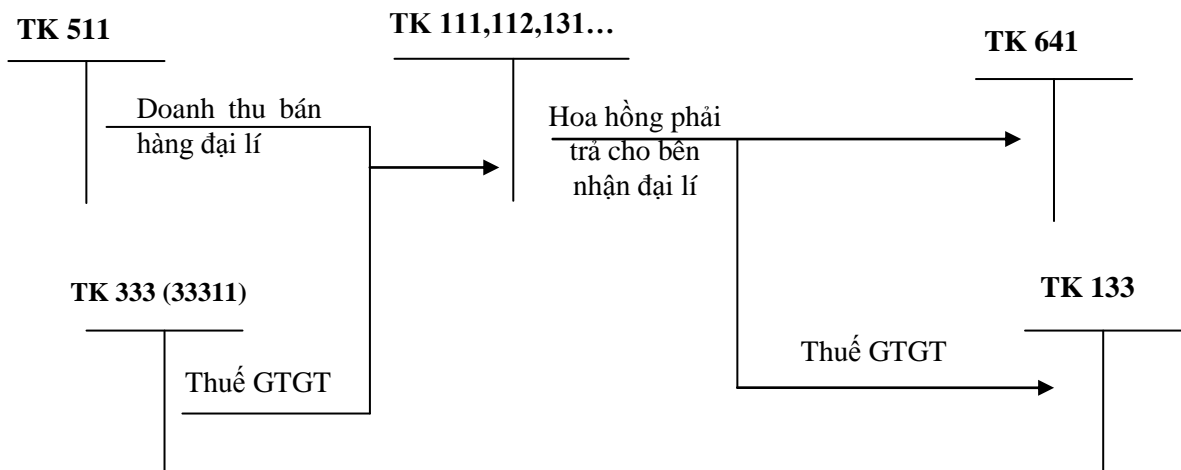 TK 511
TK 111,112,131…
TK 641
Doanh thu bán
hàng đại lí
Hoa hồng phải
trả cho bên
nhận đại lí
TK 333 (33311)
TK 133
Thuế GTGT
Thuế GTGT